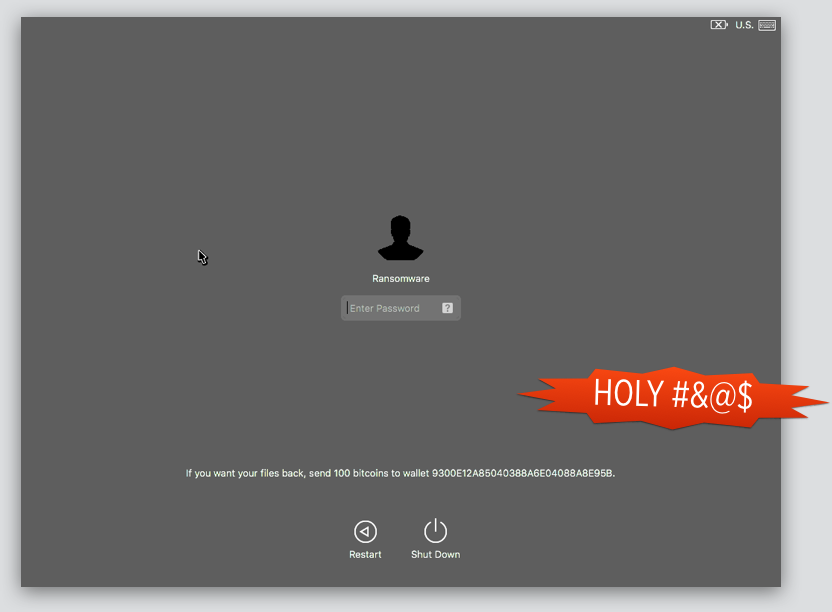 U.S.
Ransomware
Enter Password ?
HOLY #&@$
If you want your files back, send 100 bitcoins to wallet 9300E12A85040388A6E04088A8E95B.
Restart Shut Down